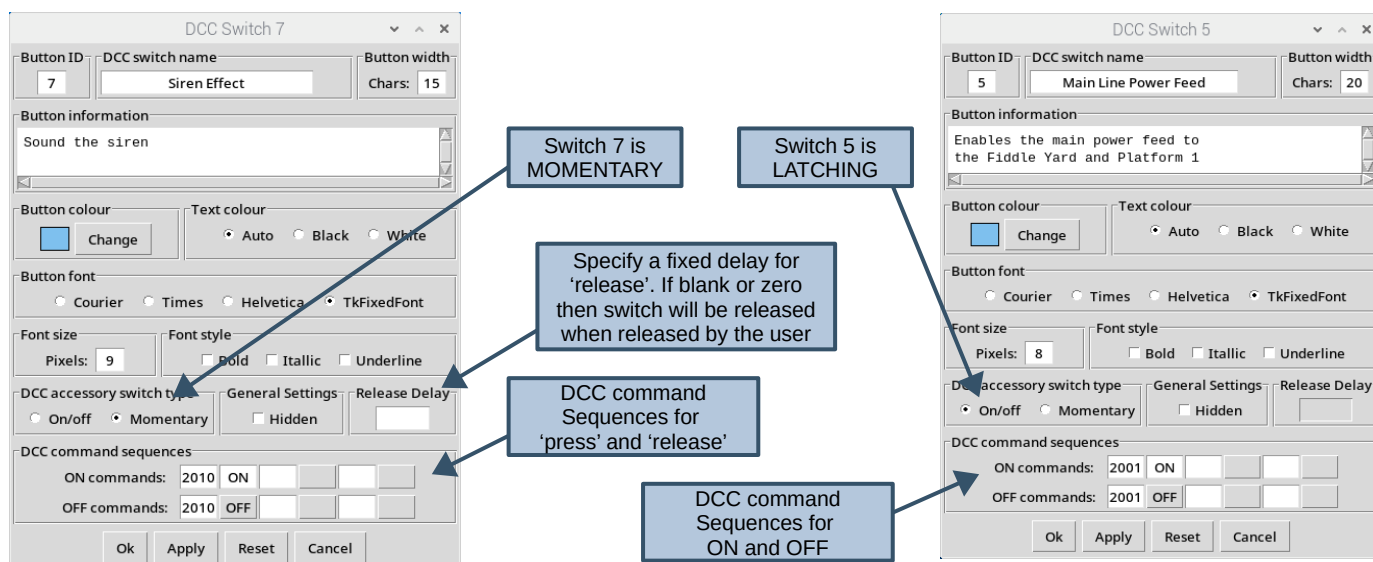 DCC Switch 7
Button ID DCC switch name Button width
7 Siren Effect Chars: 15
Button information
Sound the siren
Button colour Text colour
Change Auto Black White
Button font
Courier Times Helvetica TkFixedFont
Font size Font style
Pixels: 9 Bold Itallic Underline
DCC accessory switch type General Settings Release Delay
On/off Momentary Hidden
DCC command sequences
ON commands: 2010 ON
OFF commands: 2010 OFF
Ok Apply Reset Cancel
Switch 7 is
MOMENTARY
Specify a fixed delay for
‘release’. If blank or zero
then switch will be released
when released by the user
DCC command
Sequences for
‘press’ and ‘release’
Switch 5 is
LATCHING
DCC command
Sequences for
ON and OFF
DCC Switch 5
Button ID DCC switch name Button width
5 Main Line Power Feed Chars: 20
Button information
Enables the main power feed to
the Fiddle Yard and Platform 1
Button colour Text colour
Change Auto Black White
Button font
Courier Times Helvetica TkFixedFont
Font size Font style
Pixels: 8 Bold Itallic Underline
DCC accessory switch type General Settings Release Delay
On/off Momentary Hidden
DCC command sequences
ON commands: 2001 ON
OFF commands: 2001 OFF
Ok Apply Reset Cancel